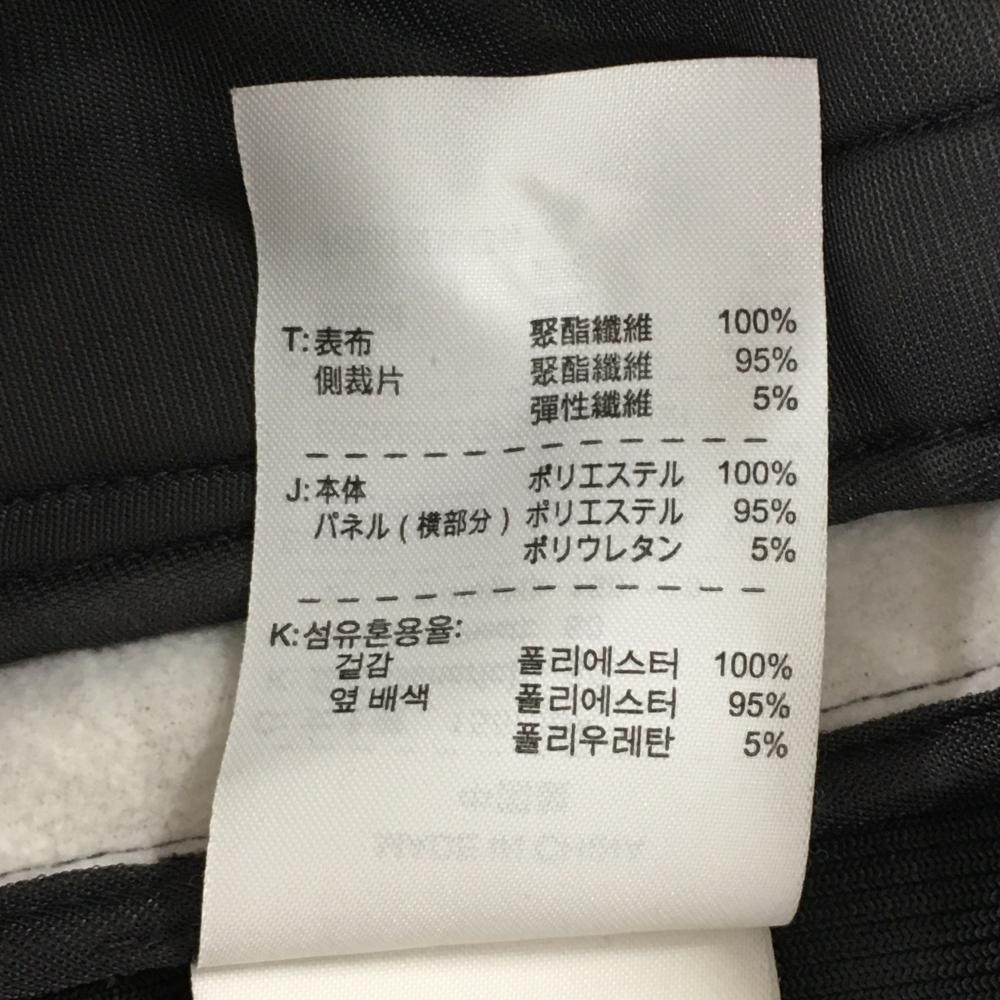 T:表布 聚酯纖維 100%
側裁片 聚酯纖維 95%
彈性纖維 5%
J:本体 ポリエステル 100%
パネル(横部分) ポリエステル 95%
ポリウレタン 5%
K:섬유혼용율:
겉감 폴리에스터 100%
옆 배색 폴리에스터 95%
폴리우레탄 5%